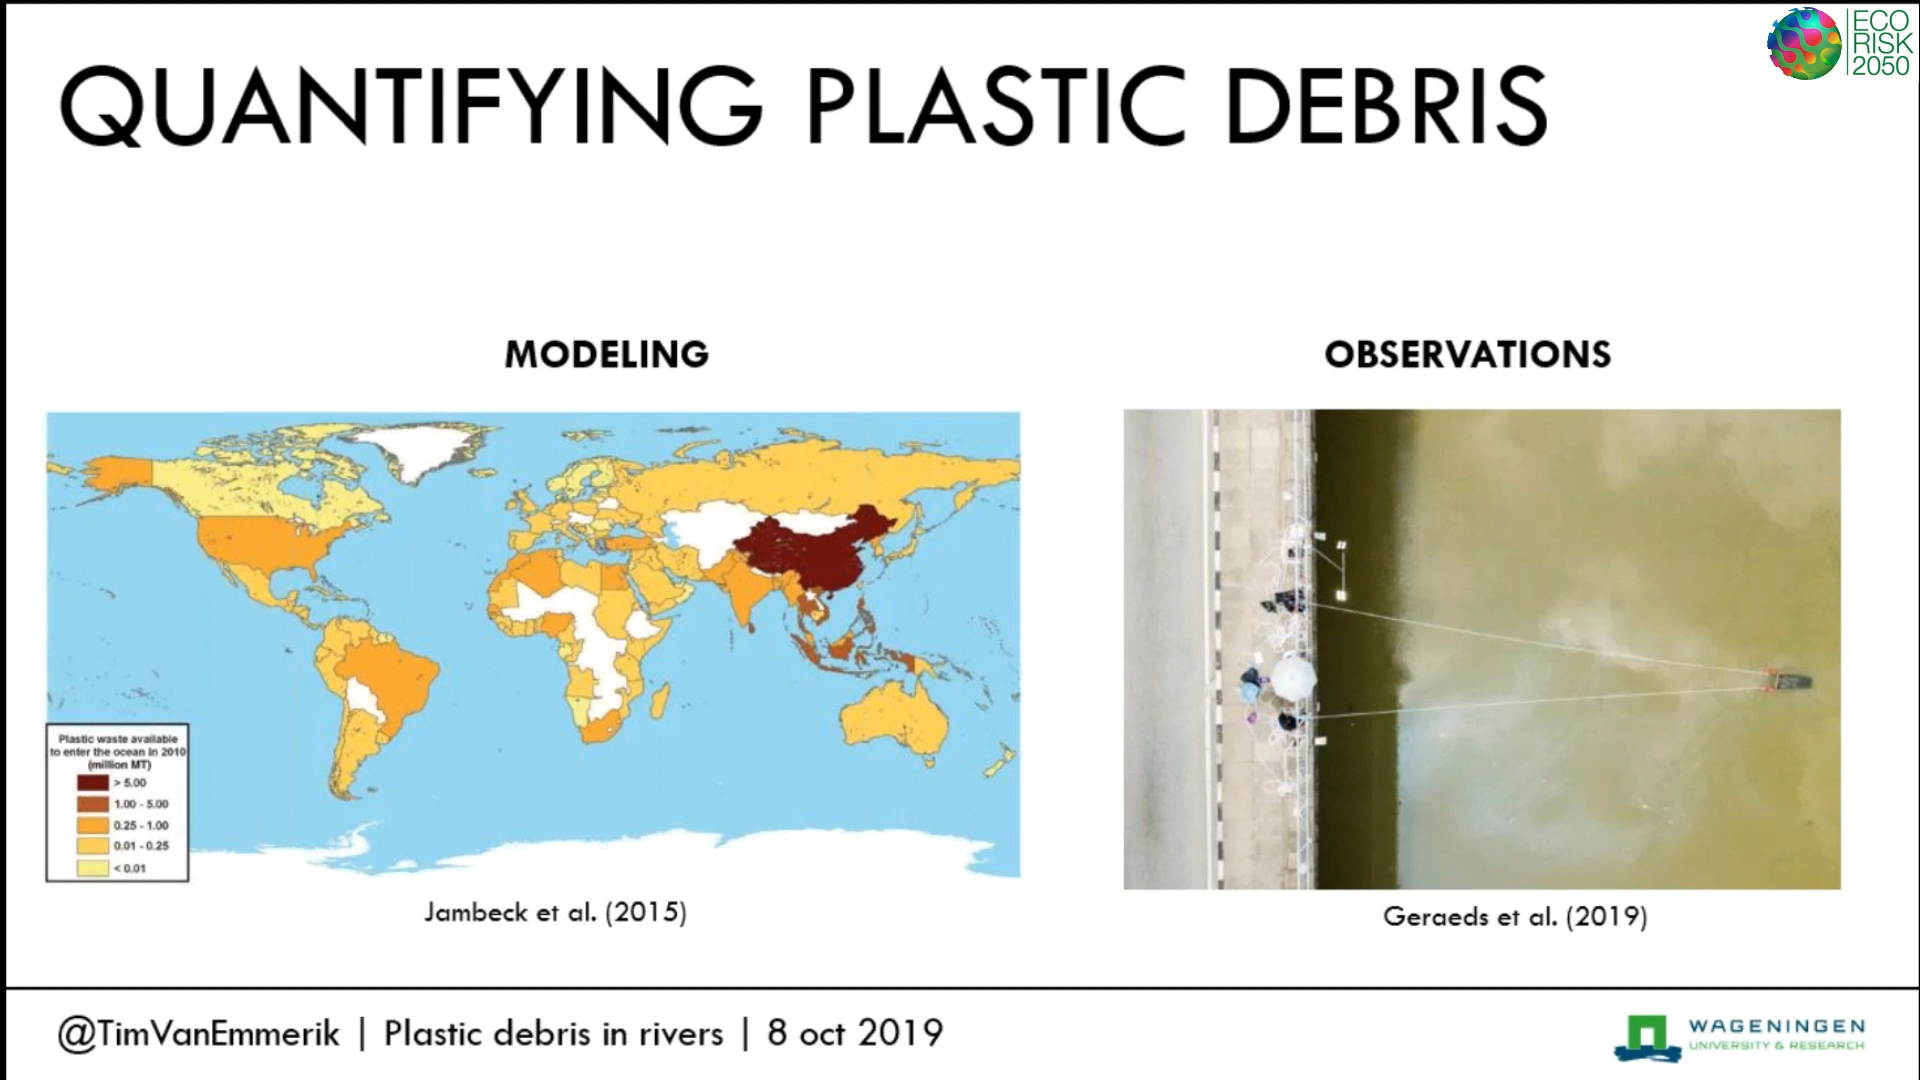 ECO
RISK
2050
QUANTIFYING PLASTIC DEBRIS
MODELING
OBSERVATIONS
Plastic waste available
to enter the ocean in 2010
(million MT)
> 5.00
1.00 - 5.00
0.25 - 1.00
0.01 - 0.25
< 0.01
Jambeck et al. (2015)
Geraeds et al. (2019)
@TimVanEmmerik | Plastic debris in rivers | 8 oct 2019
WAGENINGEN
UNIVERSITY & RESEARCH